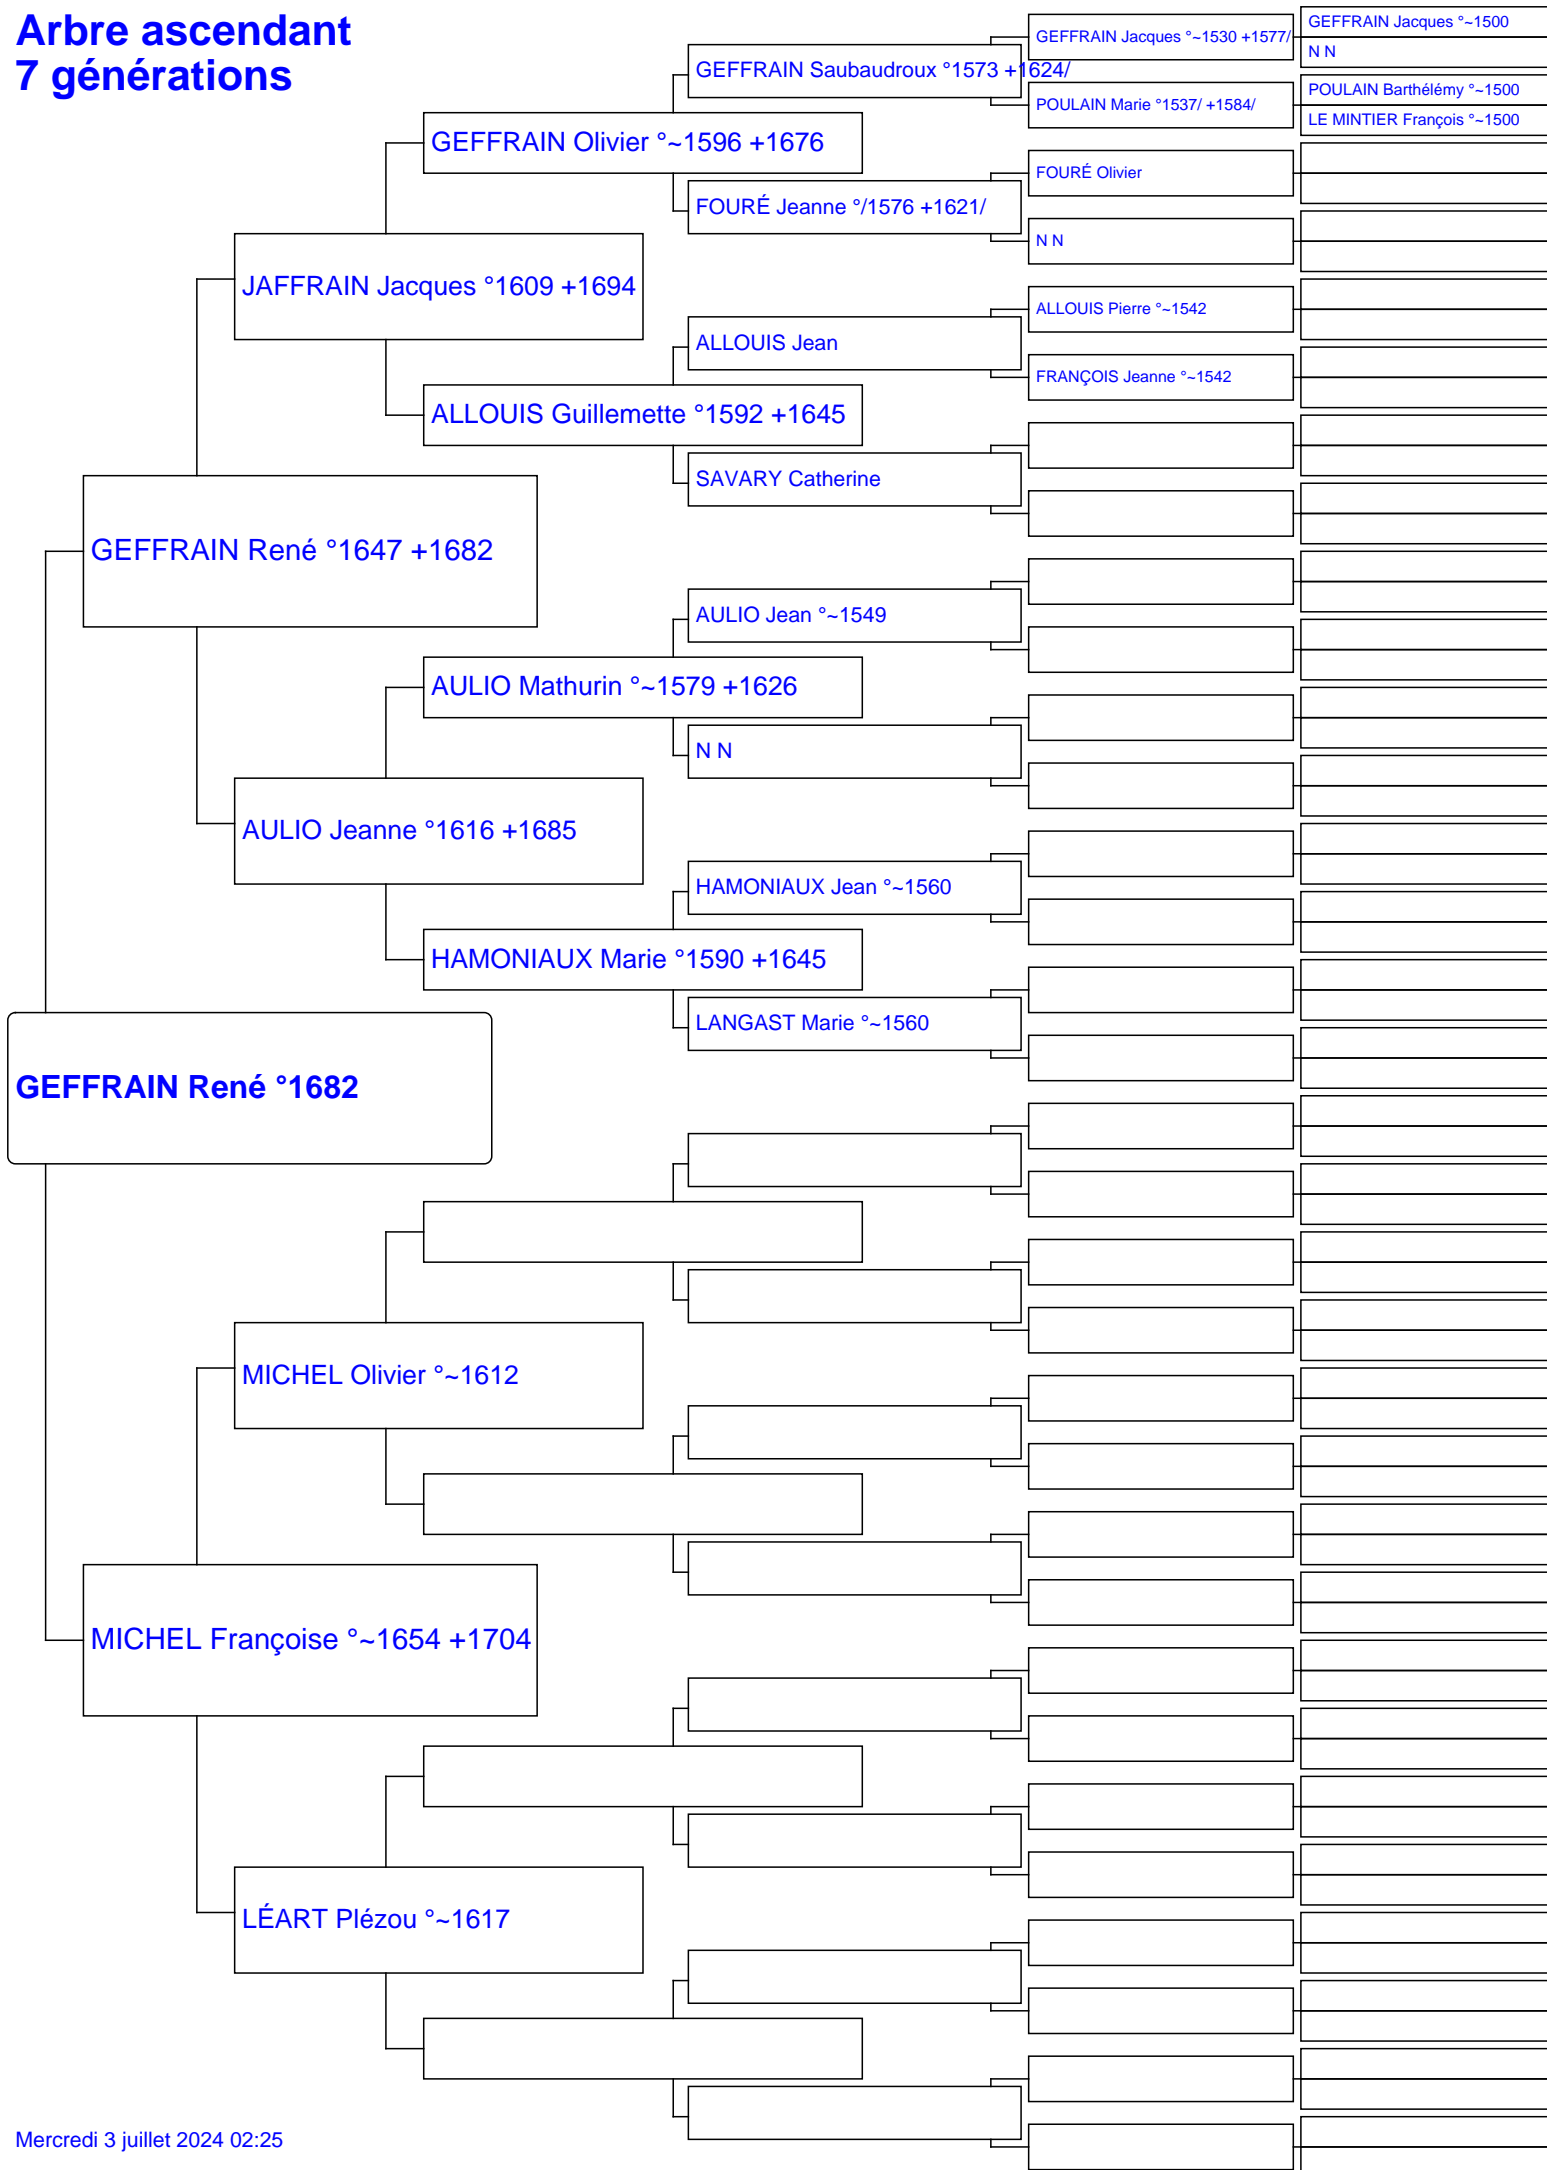 Arbre ascendant
7 générations
GEFFRAIN Jacques °~1500
N N
GEFFRAIN Jacques °~1530 +1577/
GEFFRAIN Saubaudroux °1573 +1624/
POULAIN Barthélémy °~1500
POULAIN Marie °1537/ +1584/
LE MINTIER François °~1500
GEFFRAIN Olivier °~1596 +1676
FOURÉ Olivier
FOURÉ Jeanne °/1576 +1621/
N N
JAFFRAIN Jacques °1609 +1694
ALLOUIS Pierre °~1542
ALLOUIS Jean
FRANÇOIS Jeanne °~1542
ALLOUIS Guillemette °1592 +1645
SAVARY Catherine
GEFFRAIN René °1647 +1682
AULIO Jean °~1549
AULIO Mathurin °~1579 +1626
N N
AULIO Jeanne °1616 +1685
HAMONIAUX Jean °~1560
HAMONIAUX Marie °1590 +1645
LANGAST Marie °~1560
GEFFRAIN René °1682
MICHEL Olivier °~1612
MICHEL Françoise °~1654 +1704
LÉART Plézou °~1617
Mercredi 3 juillet 2024 02:25